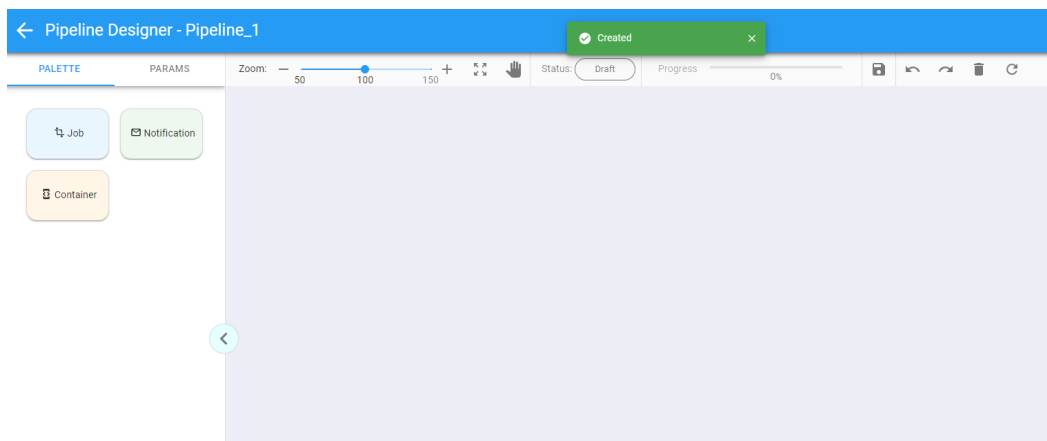 Pipeline Designer - Pipeline_1
Created
PALETTE
PARAMS
Zoom:
50
100
150
Status:
Draft
Progress
0%
Job
Notification
Container